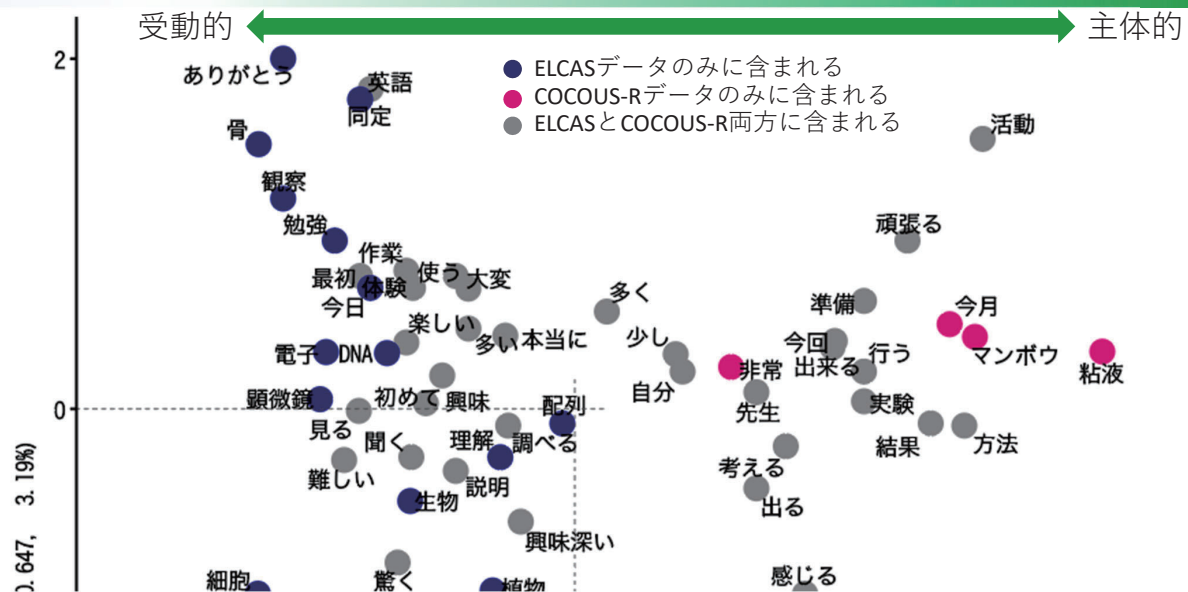 受動的
主体的
2
ELCASデータのみに含まれる
COCOUS-Rデータのみに含まれる
ELCASとCOCOUS-R両方に含まれる
ありがとう
英語
同定
骨
活動
観察
勉強
頑張る
作業
最初
体験
使う
大変
今日
多く
準備
今月
楽しい
多い
本当に
少し
今回
マンボウ
電子
DNA
出来る
行う
粘液
自分
非常
先生
顕微鏡
初めて
興味
配列
実験
0
見る
聞く
理解
調べる
結果
方法
難しい
説明
考える
出る
生物
興味深い
細胞
驚く
植物
感じる
0.647, 3.19%)